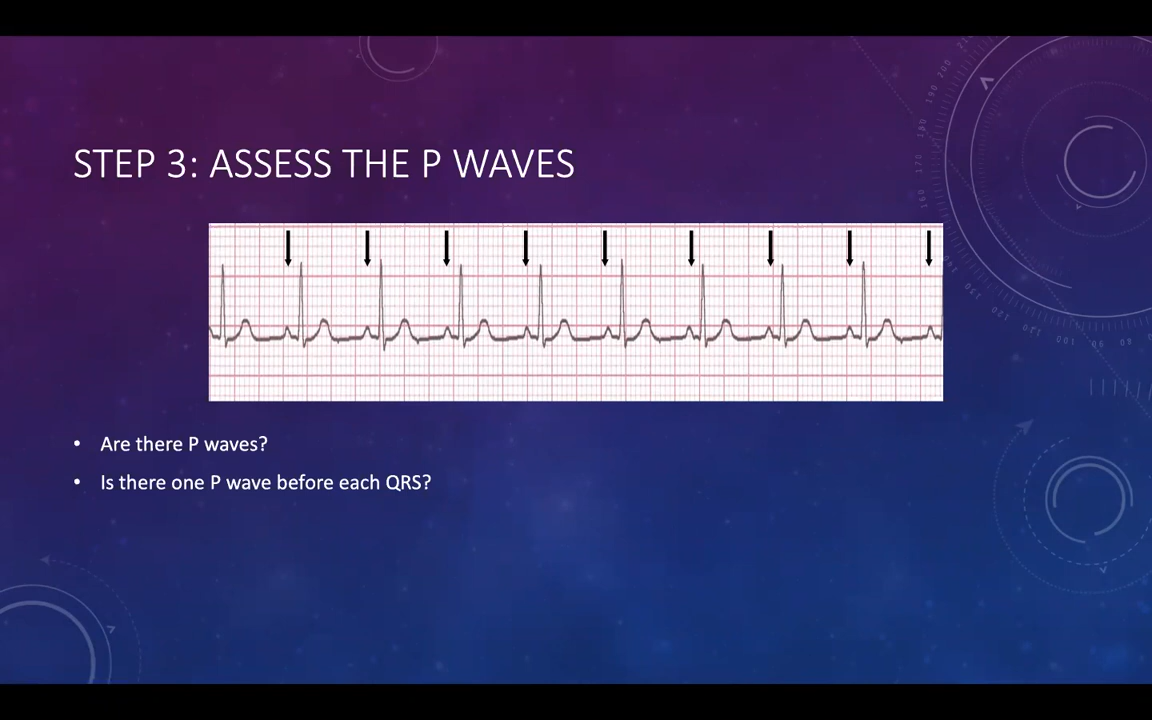 STEP 3: ASSESS THE P WAVES
• Are there P waves?
• Is there one P wave before each QRS?